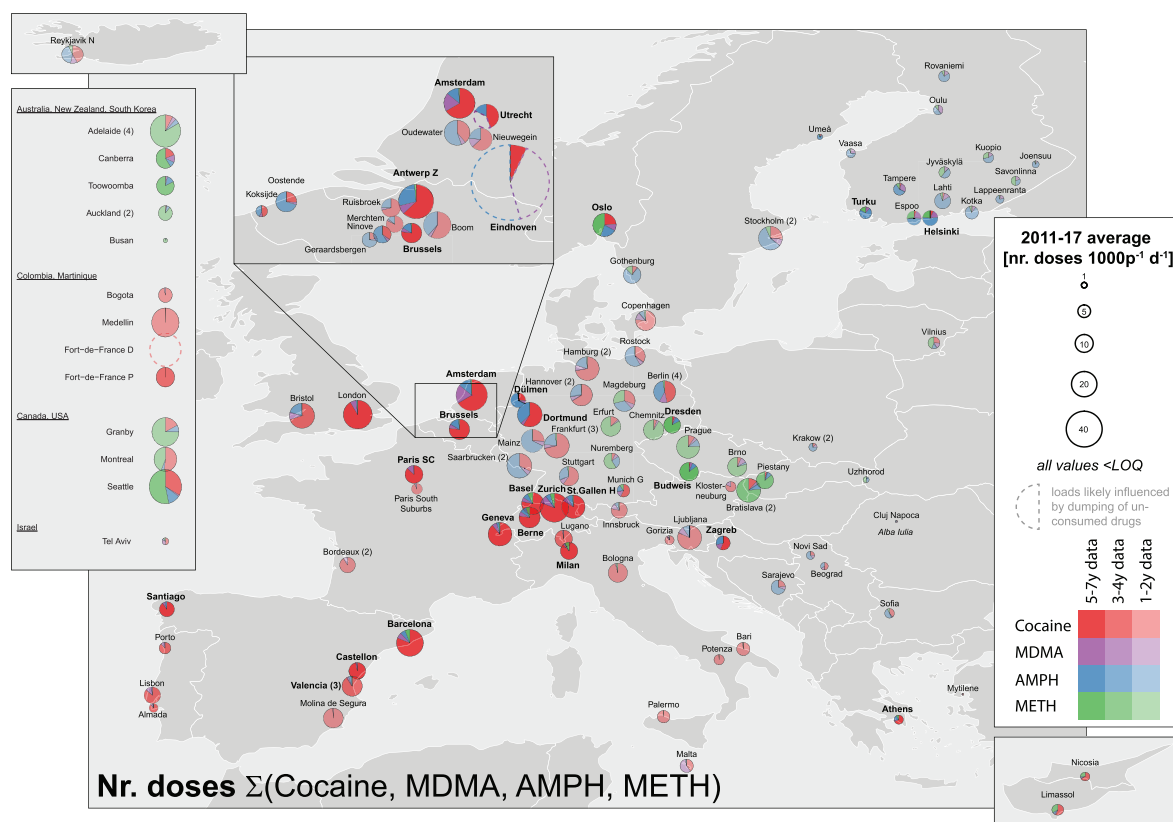 Reykjavik N
Australia, New Zealand, South Korea
Adelaide (4)
Canberra
Toowoomba
Auckland (2)
Busan
Colombia, Martinique
Bogota
Medellin
Fort−de−France D
Fort−de−France P
Canada, USA
Granby
Montreal
Seattle
Israel
Tel Aviv
Amsterdam
Utrecht
Oudewater
Nieuwegein
Antwerp Z
Oostende
Koksijde
Ruisbroek
Merchtem
Ninove
Boom
Geraardsbergen
Brussels
Eindhoven
Rovaniemi
Oulu
Umeå
Vaasa
Kuopio
Joensuu
Jyväskylä
Savonlinna
Tampere
Lahti
Lappeenranta
Turku
Espoo
Kotka
Helsinki
Oslo
Stockholm (2)
Gothenburg
Copenhagen
Vilnius
Rostock
Hamburg (2)
Amsterdam
Hannover (2)
Berlin (4)
Dülmen
Magdeburg
Bristol
London
Brussels
Dortmund
Erfurt
Chemnitz
Dresden
Frankfurt (3)
Mainz
Prague
Krakow (2)
Saarbrucken (2)
Nuremberg
Brno
Paris SC
Stuttgart
Piestany
Uzhhorod
Paris South
Suburbs
Munich G
Budweis
Kloster-
neuburg
Bratislava (2)
Basel
Zurich
St.Gallen H
Cluj Napoca
Alba Iulia
Geneva
Berne
Lugano
Innsbruck
Ljubljana
Gorizia
Zagreb
Milan
Bordeaux (2)
Bologna
Novi Sad
Beograd
Sarajevo
Santiago
Sofia
Porto
Barcelona
Bari
Potenza
Castellon
Lisbon
Valencia (3)
Almada
Molina de Segura
Palermo
Mytilene
Athens
Malta
Nr. doses Σ(Cocaine, MDMA, AMPH, METH)
2011-17 average
[nr. doses 1000p⁻¹ d⁻¹]
1
5
10
20
40
all values <LOQ
loads likely influenced
by dumping of un-
consumed drugs
5-7y data
3-4y data
1-2y data
Cocaine
MDMA
AMPH
METH
Nicosia
Limassol